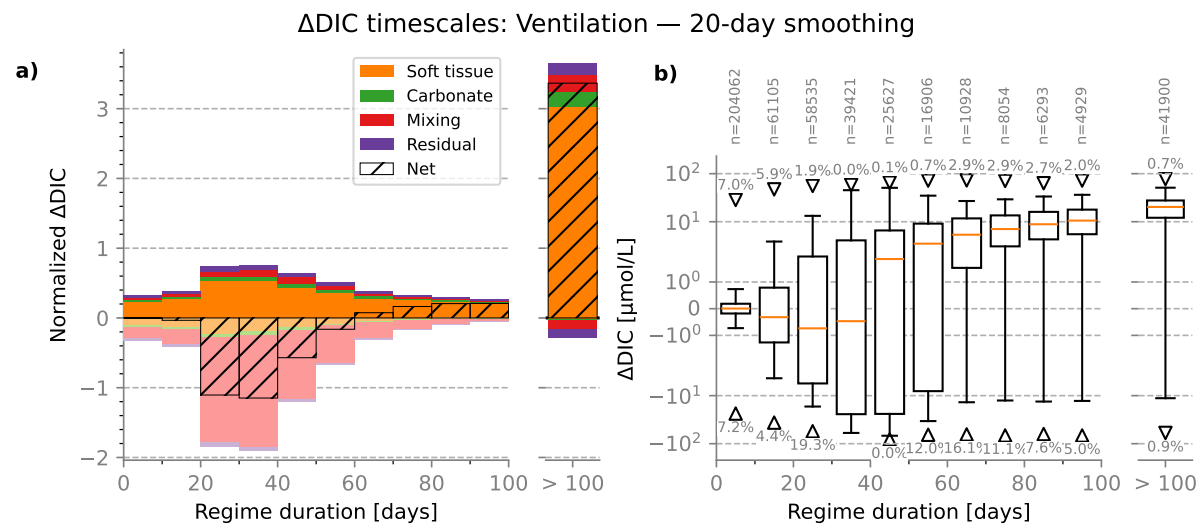 ΔDIC timescales: Ventilation — 20-day smoothing
a)
Normalized ΔDIC
3
2
1
0
−1
−2
Soft tissue
Carbonate
Mixing
Residual
Net
0 20 40 60 80 100 > 100
Regime duration [days]
b)
n=204062
n=61105
n=58535
n=39421
n=25627
n=16906
n=10928
n=8054
n=6293
n=4929
n=41900
ΔDIC [μmol/L]
10²
10¹
10⁰
0
−10⁰
−10¹
−10²
7.0% 5.9% 1.9% 0.0% 0.1% 0.7% 2.9% 2.9% 2.7% 2.0% 0.7%
7.2% 4.4% 19.3% 0.0% 12.0% 16.1% 11.1% 7.6% 5.0% 0.9%
0 20 40 60 80 100 > 100
Regime duration [days]